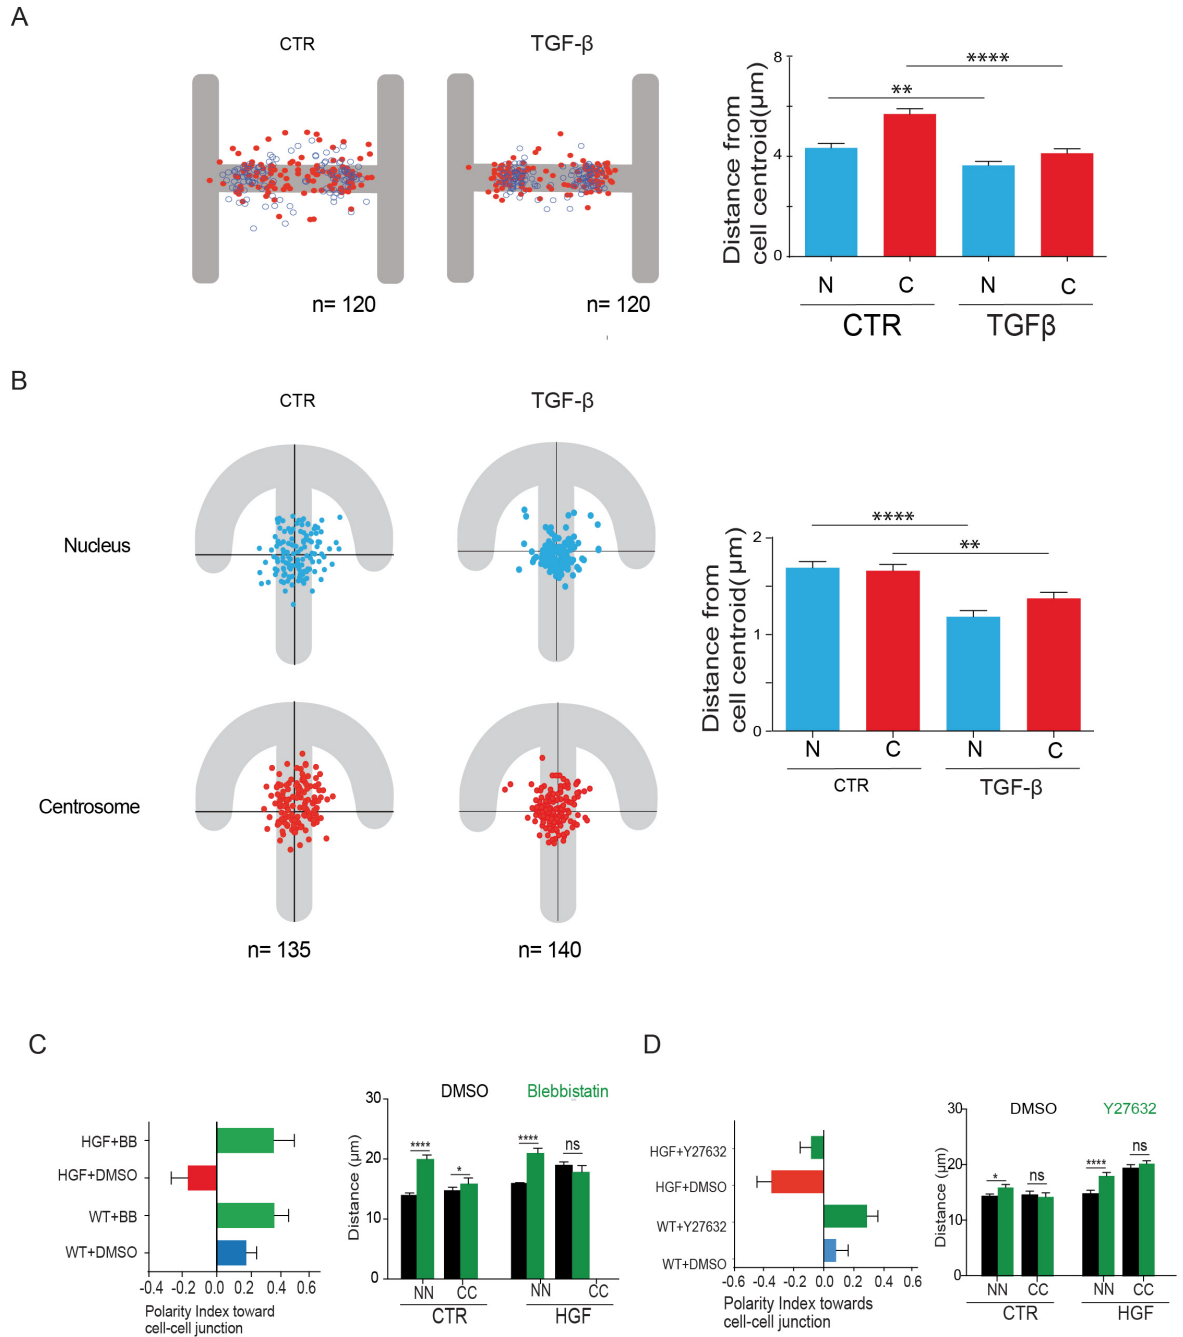 A
CTR
TGF-β
n= 120
n= 120
Distance from
cell centroid(μm)
8
4
0
**
****
N
C
N
C
CTR
TGFβ
B
CTR
TGF-β
Nucleus
Centrosome
n= 135
n= 140
Distance from
cell centroid( μm)
2
1
0
****
**
N
C
N
C
CTR
TGF-β
C
HGF+BB
HGF+DMSO
WT+BB
WT+DMSO
-0.4
-0.2
0.0
0.2
0.4
0.6
Polarity Index toward
cell-cell junction
DMSO
Blebbistatin
Distance (μm)
30
20
10
0
****
*
****
ns
NN
CC
NN
CC
CTR
HGF
D
HGF+Y27632
HGF+DMSO
WT+Y27632
WT+DMSO
-0.6
-0.4
-0.2
0.0
0.2
0.4
0.6
Polarity Index towards
cell-cell junction
DMSO
Y27632
Distance (μm)
30
20
10
0
*
ns
****
ns
NN
CC
NN
CC
CTR
HGF